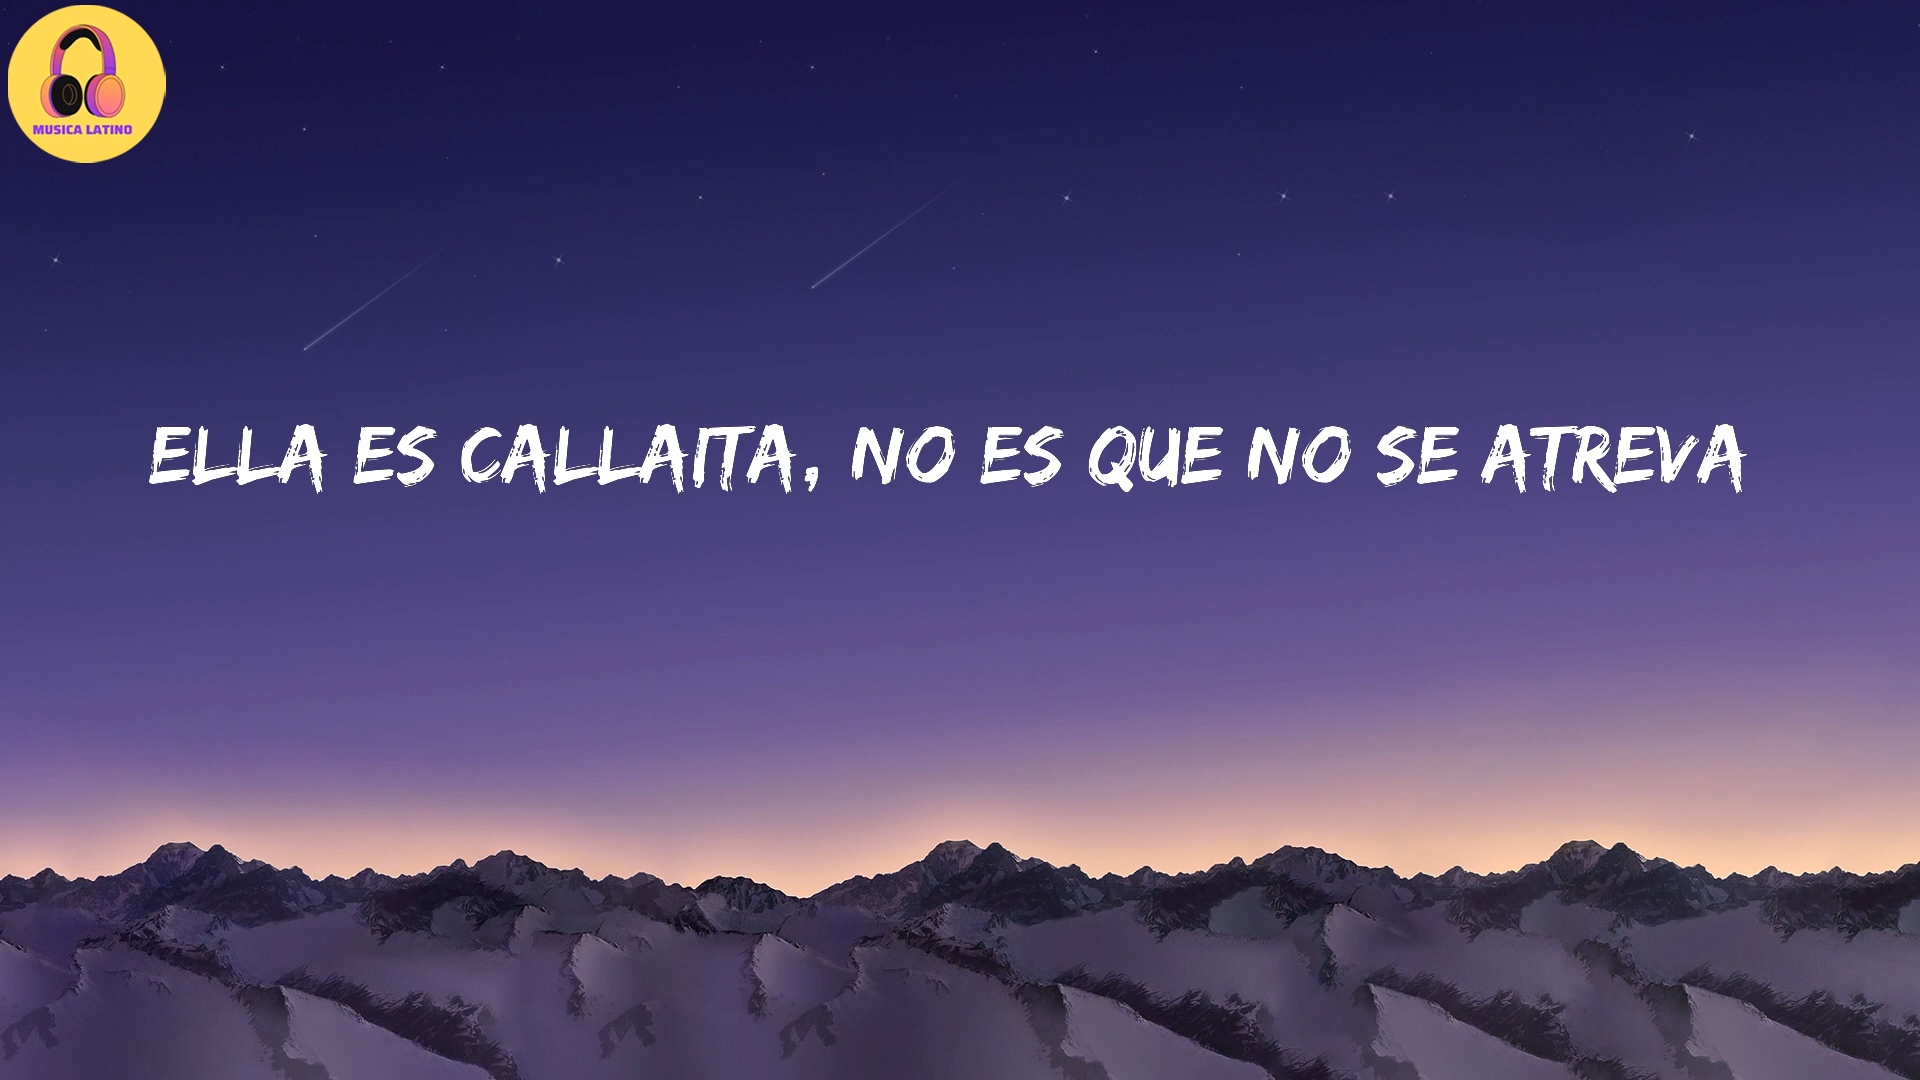 MUSICA LATINO
ELLA ES CALLAITA, NO ES QUE NO SE ATREVA